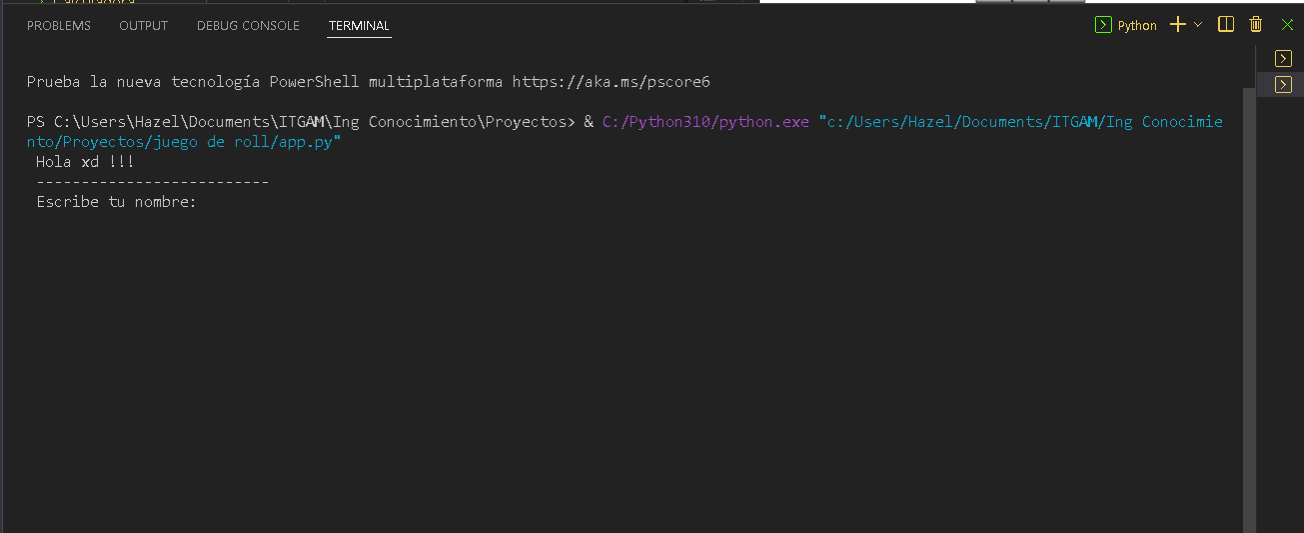 PROBLEMS OUTPUT DEBUG CONSOLE TERMINAL Python
Prueba la nueva tecnología PowerShell multiplataforma https://aka.ms/pscore6
PS C:\Users\Hazel\Documents\ITGAM\Ing Conocimiento\Proyectos> & C:/Python310/python.exe "c:/Users/Hazel/Documents/ITGAM/Ing Conocimie
nto/Proyectos/juego de roll/app.py"
Hola xd !!!
--------------------------
Escribe tu nombre: